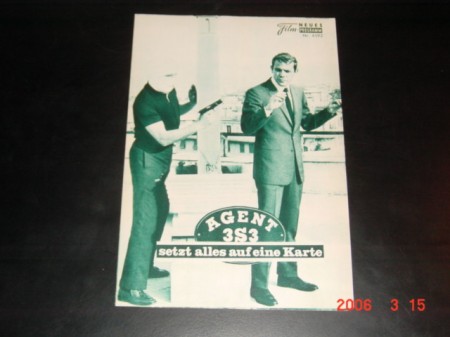 Film NEUES
PROGRAMM
AGENT
3S3
setzt alles auf eine Karte
2006 3 15